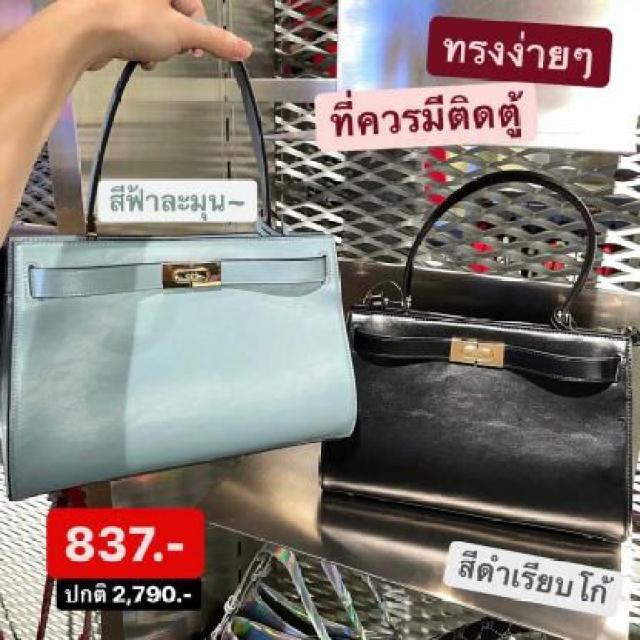 ทรงง่ายๆ
ที่ควรมีติดตู้
สีฟ้าละมุน~
837.-
ปกติ 2,790.-
สีดำเรียบโก้